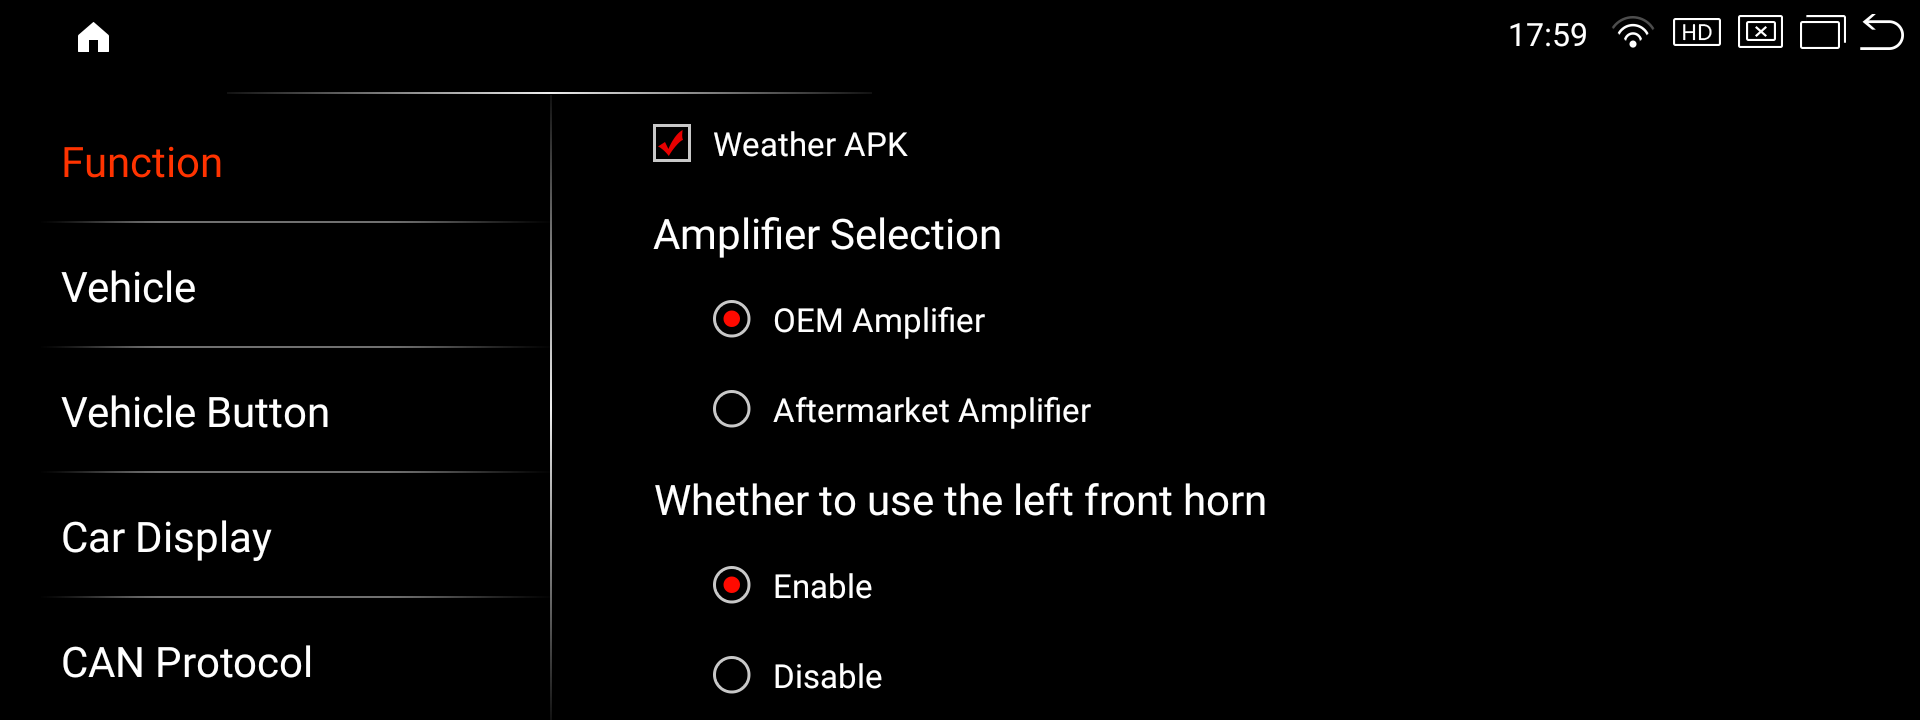 17:59
HD
Function
Vehicle
Vehicle Button
Car Display
CAN Protocol
Weather APK
Amplifier Selection
OEM Amplifier
Aftermarket Amplifier
Whether to use the left front horn
Enable
Disable